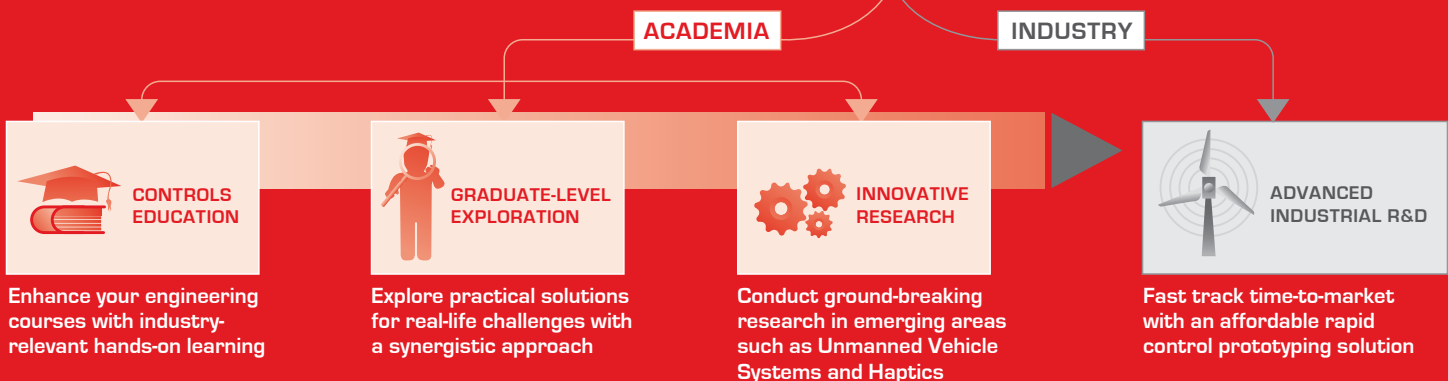 ACADEMIA
INDUSTRY
CONTROLS
EDUCATION
GRADUATE-LEVEL
EXPLORATION
INNOVATIVE
RESEARCH
ADVANCED
INDUSTRIAL R&D
Enhance your engineering
courses with industry-
relevant hands-on learning
Explore practical solutions
for real-life challenges with
a synergistic approach
Conduct ground-breaking
research in emerging areas
such as Unmanned Vehicle
Systems and Haptics
Fast track time-to-market
with an affordable rapid
control prototyping solution